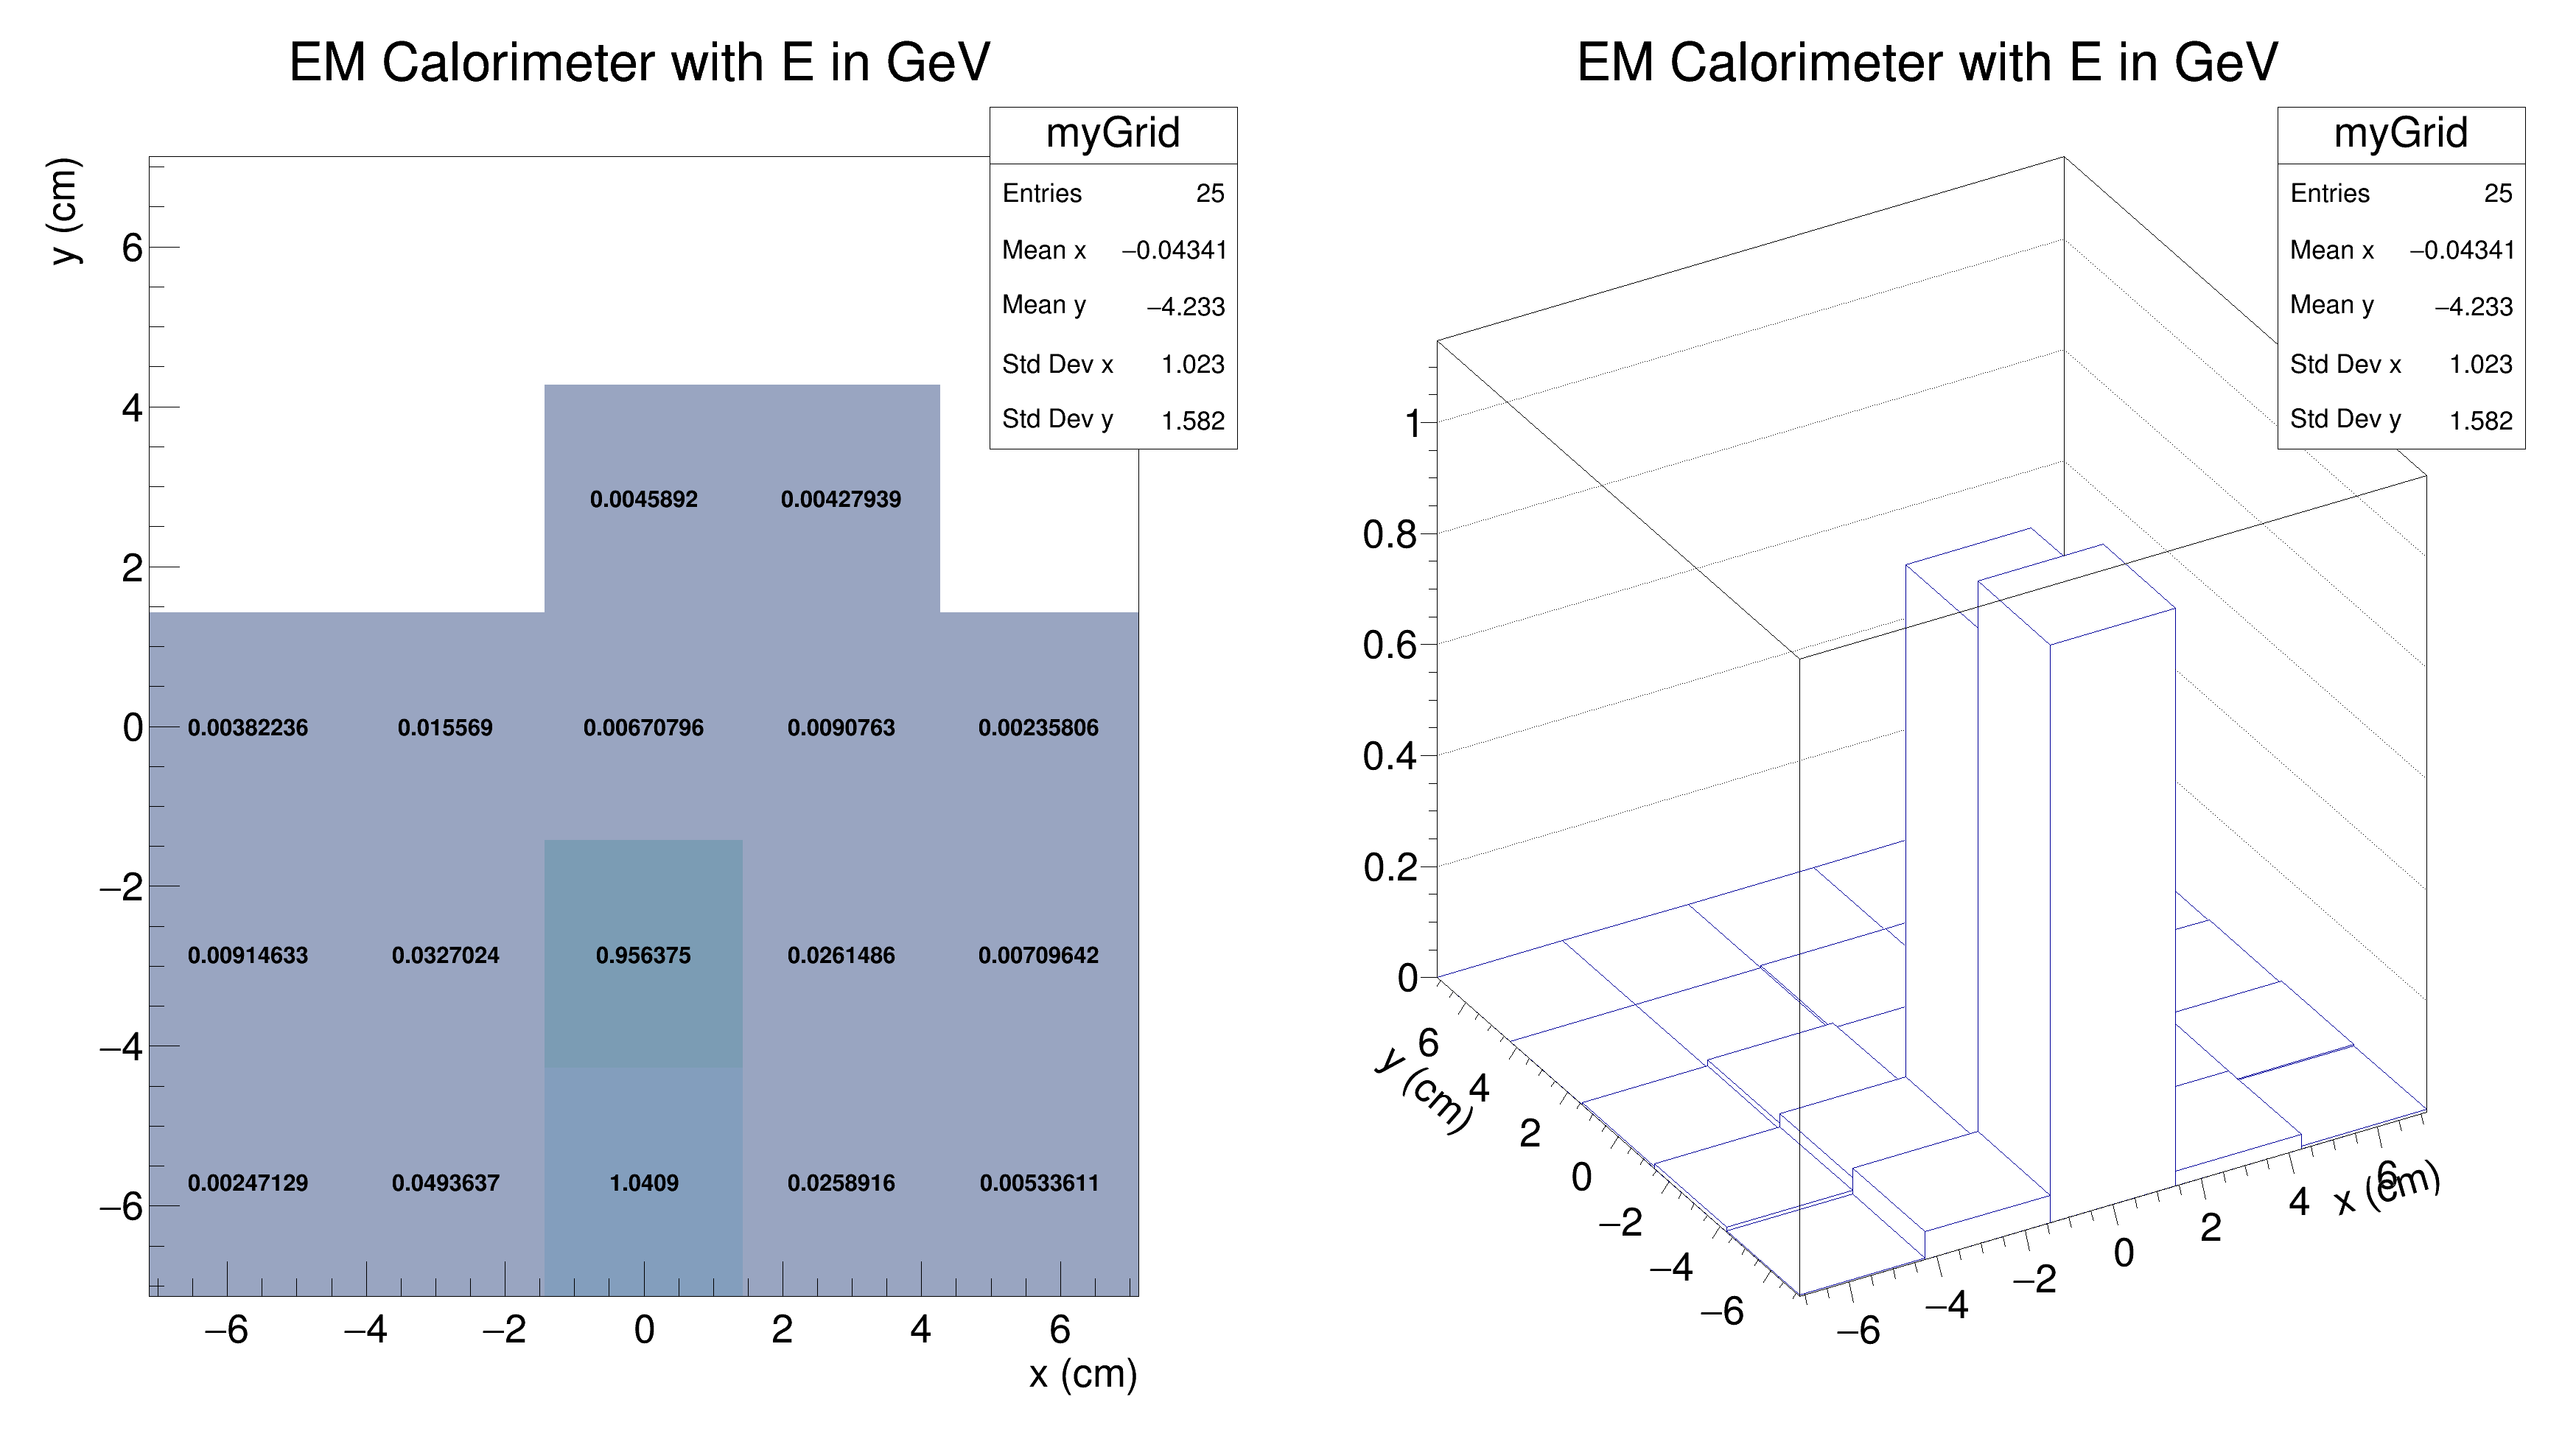 EM Calorimeter with E in GeV
myGrid
Entries 25
Mean x −0.04341
Mean y −4.233
Std Dev x 1.023
Std Dev y 1.582
y (cm)
6
4
2
0
−2
−4
−6
0.0045892 0.00427939
0.00382236 0.015569 0.00670796 0.0090763 0.00235806
0.00914633 0.0327024 0.956375 0.0261486 0.00709642
0.00247129 0.0493637 1.0409 0.0258916 0.00533611
−6 −4 −2 0 2 4 6
x (cm)
EM Calorimeter with E in GeV
myGrid
Entries 25
Mean x −0.04341
Mean y −4.233
Std Dev x 1.023
Std Dev y 1.582
1
0.8
0.6
0.4
0.2
0
6
4
2
0
−2
−4
−6
y (cm)
−6
−4
−2
0
2
4
6
x (cm)